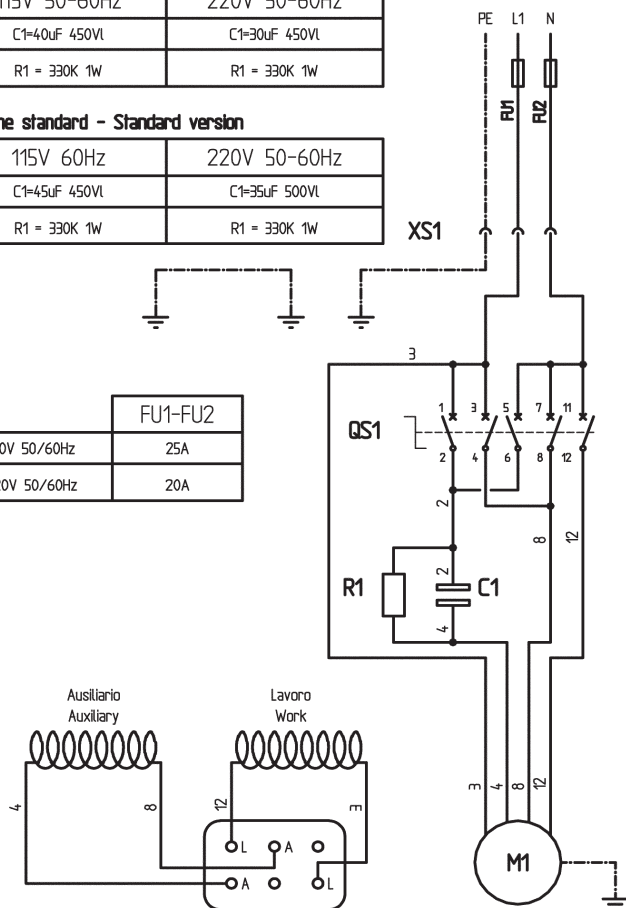 115V 50-60Hz 220V 50-60Hz
C1=40uF 450Vl C1=30uF 450Vl
R1 = 330K 1W R1 = 330K 1W
standard - Standard version
115V 60Hz 220V 50-60Hz
C1=45uF 450Vl C1=35uF 500Vl
R1 = 330K 1W R1 = 330K 1W
PE L1 N
FU1 FU2
XS1
3
FU1-FU2
0V 50/60Hz 25A
20V 50/60Hz 20A
QS1
1 3 5 7 11
2 4 6 8 12
2
8
12
R1
2
C1
4
Ausiliario
Auxiliary
Lavoro
Work
4
8
12
3
3
4
8
12
L A
A L
M1